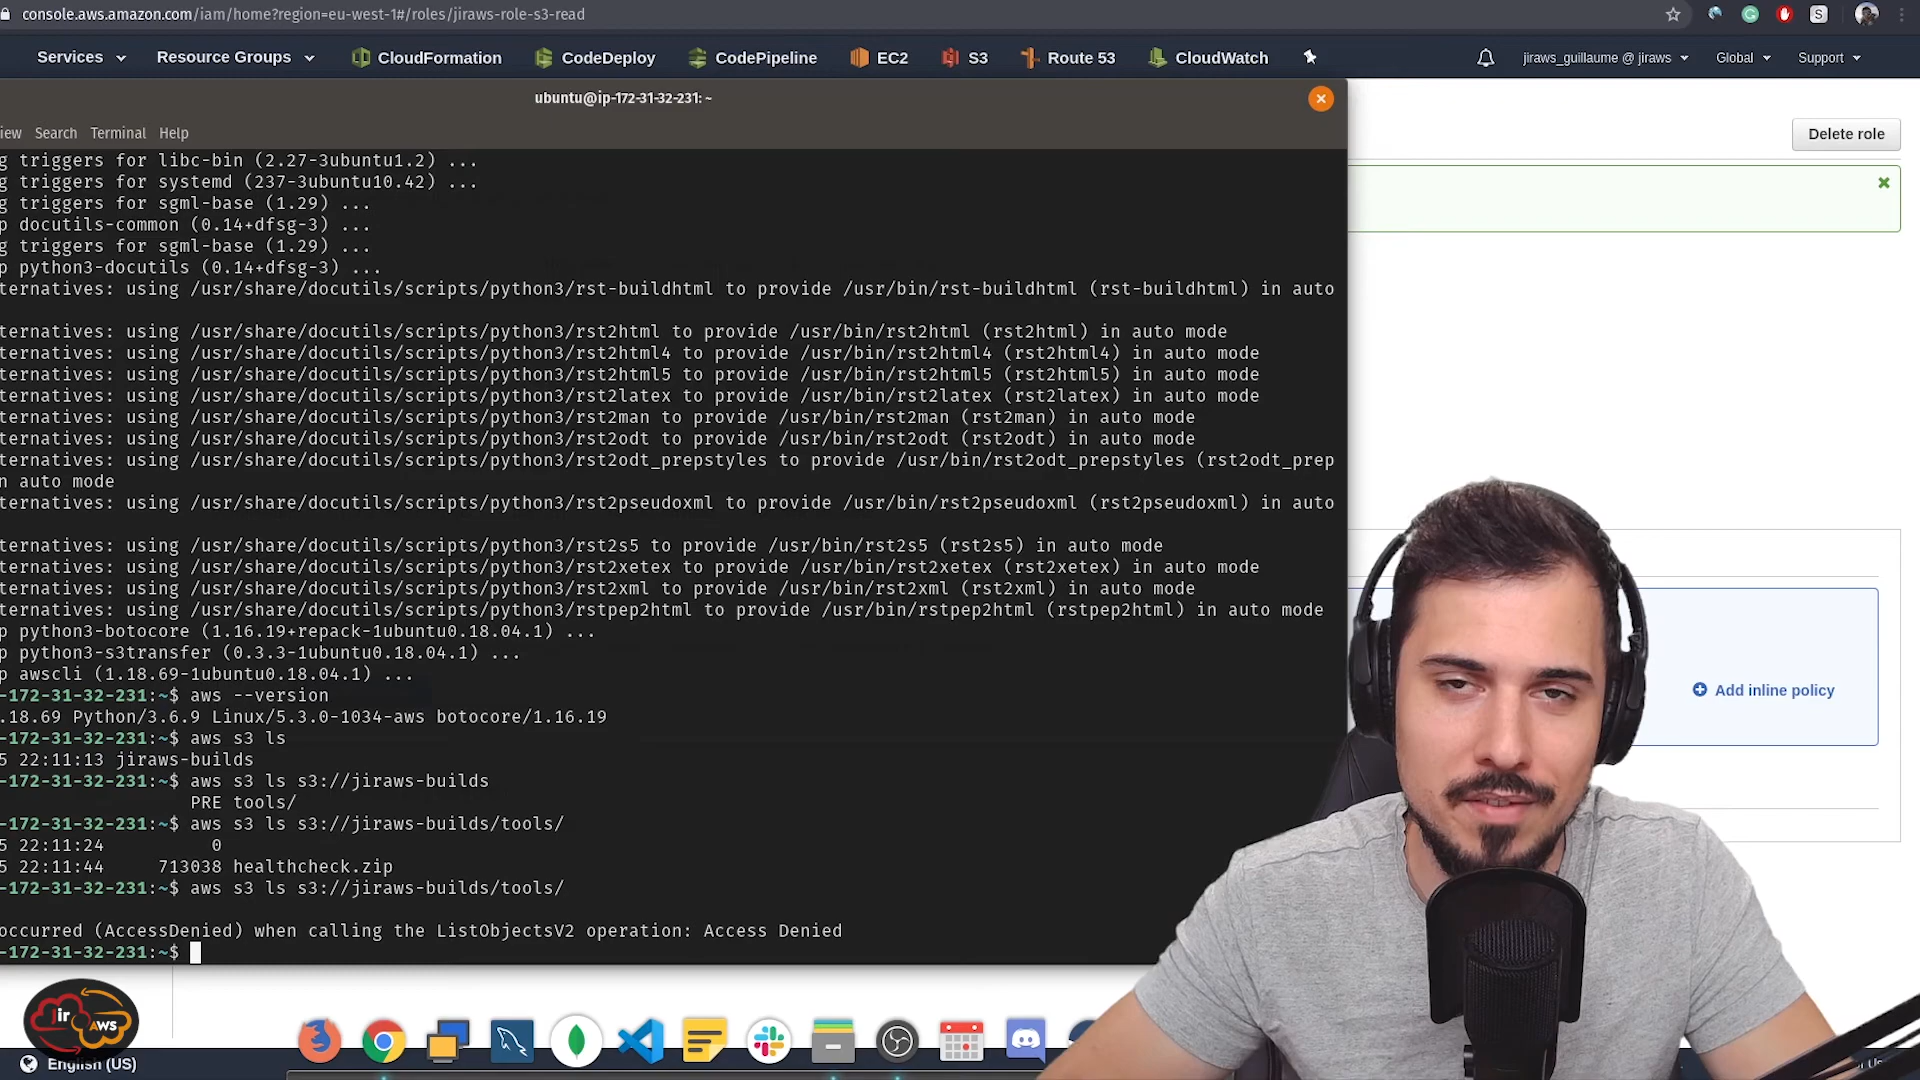 console.aws.amazon.com/iam/home?region=eu-west-1#/roles/jiraws-role-s3-read
S
Services
Resource Groups
CloudFormation
CodeDeploy
CodePipeline
EC2
S3
Route 53
CloudWatch
jiraws_guillaume @ jiraws
Global
Support
ubuntu@ip-172-31-32-231: ~
iew Search Terminal Help
Delete role
g triggers for libc-bin (2.27-3ubuntu1.2) ...
g triggers for systemd (237-3ubuntu10.42) ...
g triggers for sgml-base (1.29) ...
p docutils-common (0.14+dfsg-3) ...
g triggers for sgml-base (1.29) ...
p python3-docutils (0.14+dfsg-3) ...
ternatives: using /usr/share/docutils/scripts/python3/rst-buildhtml to provide /usr/bin/rst-buildhtml (rst-buildhtml) in auto
ternatives: using /usr/share/docutils/scripts/python3/rst2html to provide /usr/bin/rst2html (rst2html) in auto mode
ternatives: using /usr/share/docutils/scripts/python3/rst2html4 to provide /usr/bin/rst2html4 (rst2html4) in auto mode
ternatives: using /usr/share/docutils/scripts/python3/rst2html5 to provide /usr/bin/rst2html5 (rst2html5) in auto mode
ternatives: using /usr/share/docutils/scripts/python3/rst2latex to provide /usr/bin/rst2latex (rst2latex) in auto mode
ternatives: using /usr/share/docutils/scripts/python3/rst2man to provide /usr/bin/rst2man (rst2man) in auto mode
ternatives: using /usr/share/docutils/scripts/python3/rst2odt to provide /usr/bin/rst2odt (rst2odt) in auto mode
ternatives: using /usr/share/docutils/scripts/python3/rst2odt_prepstyles to provide /usr/bin/rst2odt_prepstyles (rst2odt_prep
n auto mode
ternatives: using /usr/share/docutils/scripts/python3/rst2pseudoxml to provide /usr/bin/rst2pseudoxml (rst2pseudoxml) in auto
ternatives: using /usr/share/docutils/scripts/python3/rst2s5 to provide /usr/bin/rst2s5 (rst2s5) in auto mode
ternatives: using /usr/share/docutils/scripts/python3/rst2xetex to provide /usr/bin/rst2xetex (rst2xetex) in auto mode
ternatives: using /usr/share/docutils/scripts/python3/rst2xml to provide /usr/bin/rst2xml (rst2xml) in auto mode
ternatives: using /usr/share/docutils/scripts/python3/rstpep2html to provide /usr/bin/rstpep2html (rstpep2html) in auto mode
p python3-botocore (1.16.19+repack-1ubuntu0.18.04.1) ...
p python3-s3transfer (0.3.3-1ubuntu0.18.04.1) ...
p awscli (1.18.69-1ubuntu0.18.04.1) ...
-172-31-32-231:~$ aws --version
.18.69 Python/3.6.9 Linux/5.3.0-1034-aws botocore/1.16.19
-172-31-32-231:~$ aws s3 ls
5 22:11:13 jiraws-builds
-172-31-32-231:~$ aws s3 ls s3://jiraws-builds
PRE tools/
-172-31-32-231:~$ aws s3 ls s3://jiraws-builds/tools/
5 22:11:24 0
5 22:11:44 713038 healthcheck.zip
-172-31-32-231:~$ aws s3 ls s3://jiraws-builds/tools/
occurred (AccessDenied) when calling the ListObjectsV2 operation: Access Denied
-172-31-32-231:~$
Add inline policy
jir AWS
English (US)